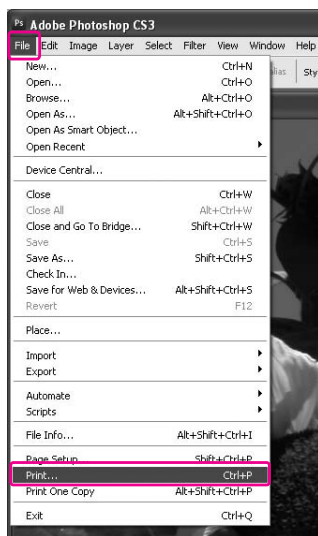 Ps Adobe Photoshop CS3
File Edit Image Layer Select Filter View Window Help
New... Ctrl+N
Open... Ctrl+O
Browse... Alt+Ctrl+O
Open As... Alt+Shift+Ctrl+O
Open As Smart Object...
Open Recent
Device Central...
Close Ctrl+W
Close All Alt+Ctrl+W
Close and Go To Bridge... Shift+Ctrl+W
Save Ctrl+S
Save As... Shift+Ctrl+S
Check In...
Save for Web & Devices... Alt+Shift+Ctrl+S
Revert F12
Place...
Import
Export
Automate
Scripts
File Info... Alt+Shift+Ctrl+I
Page Setup... Shift+Ctrl+P
Print... Ctrl+P
Print One Copy Alt+Shift+Ctrl+P
Exit Ctrl+Q